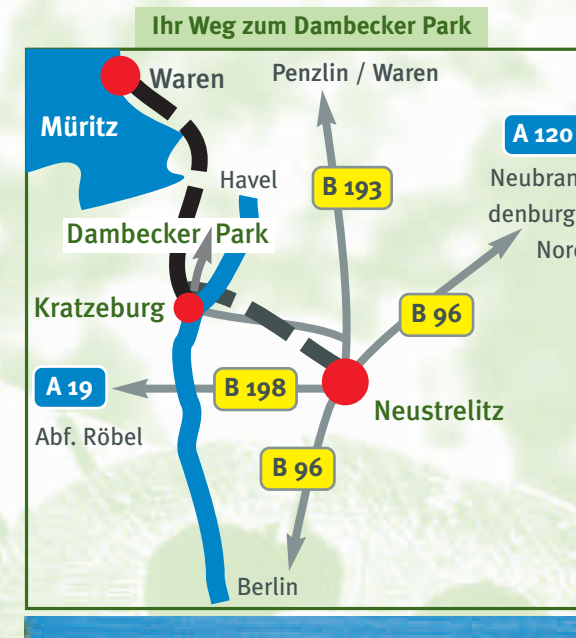 Ihr Weg zum Dambecker Park
Waren
Penzlin / Waren
Müritz
A 120
Havel
B 193
Neubran
denburg
Dambecker Park
Kratzeburg
B 96
A 19
B 198
Neustrelitz
Abf. Röbel
B 96
Berlin